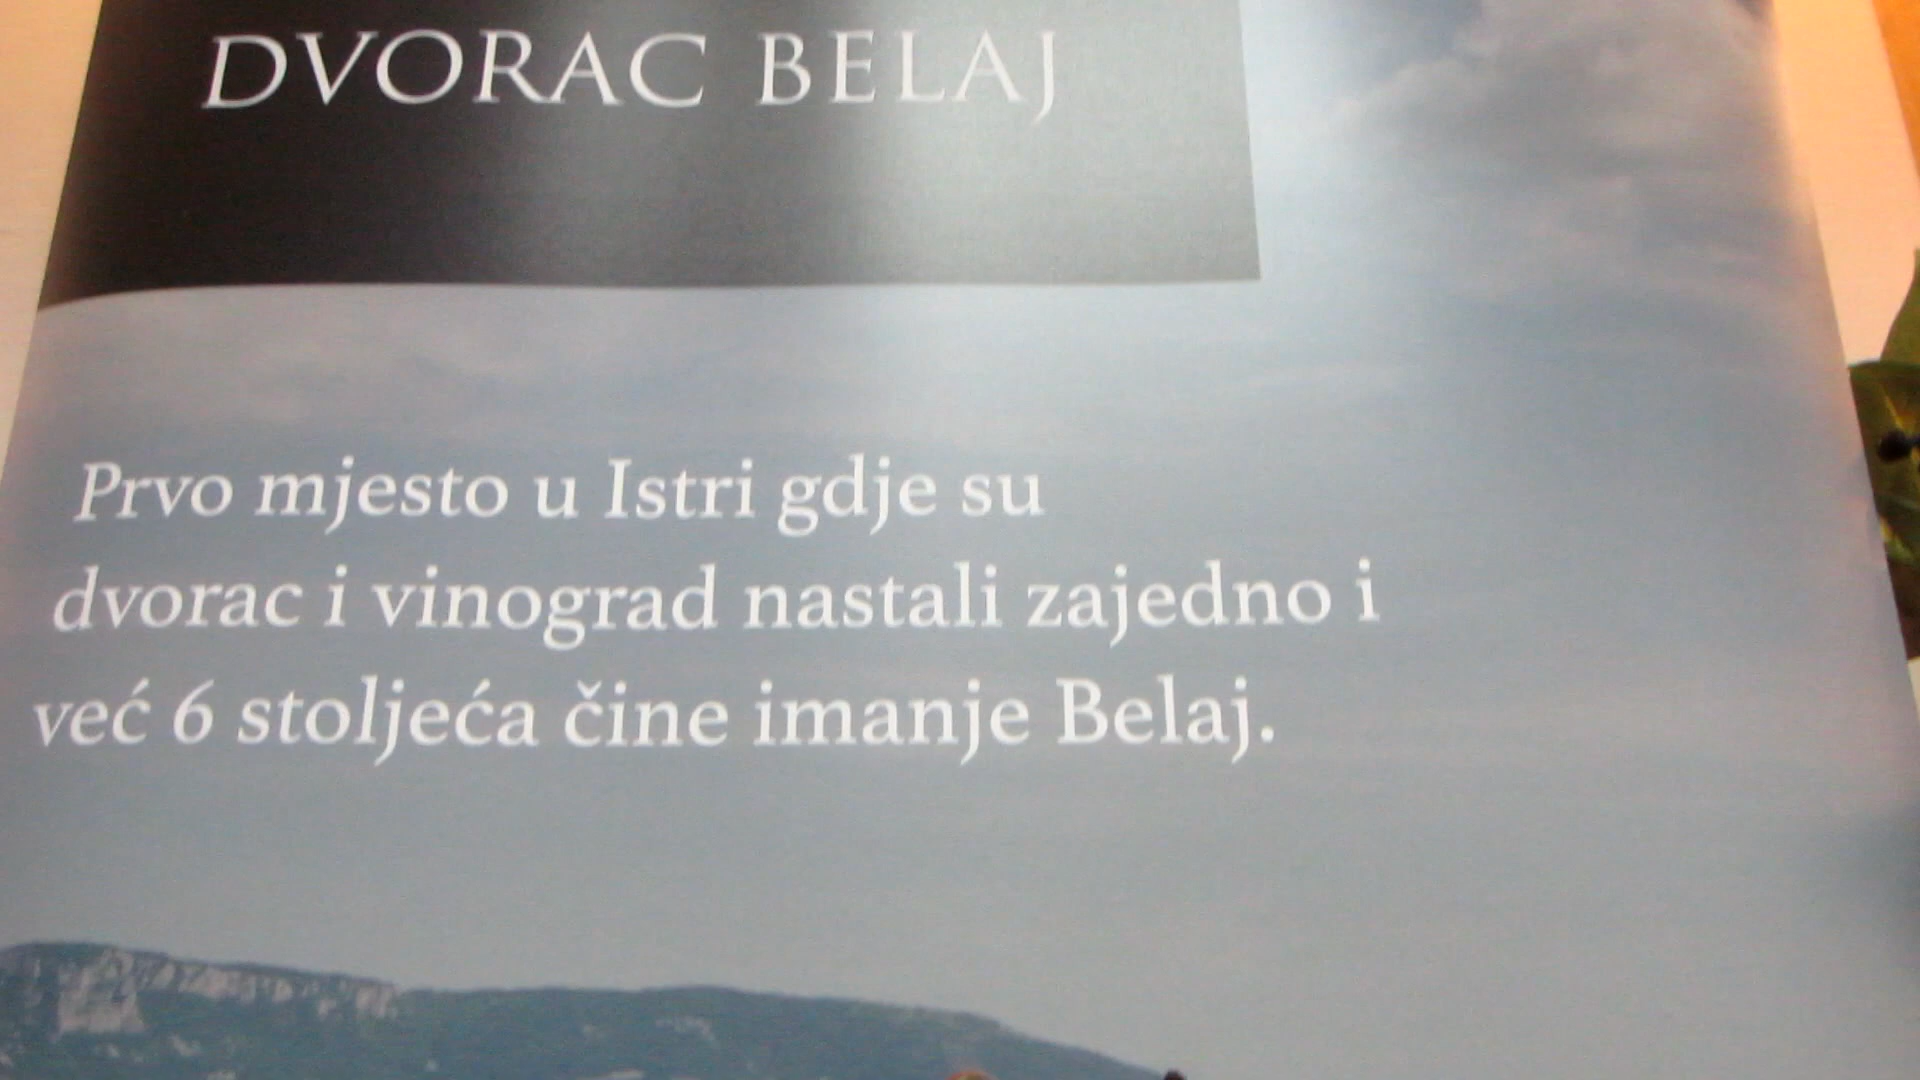 DVORAC BELAJ
Prvo mjesto u Istri gdje su
dvorac i vinograd nastali zajedno i
već 6 stoljeća čine imanje Belaj.